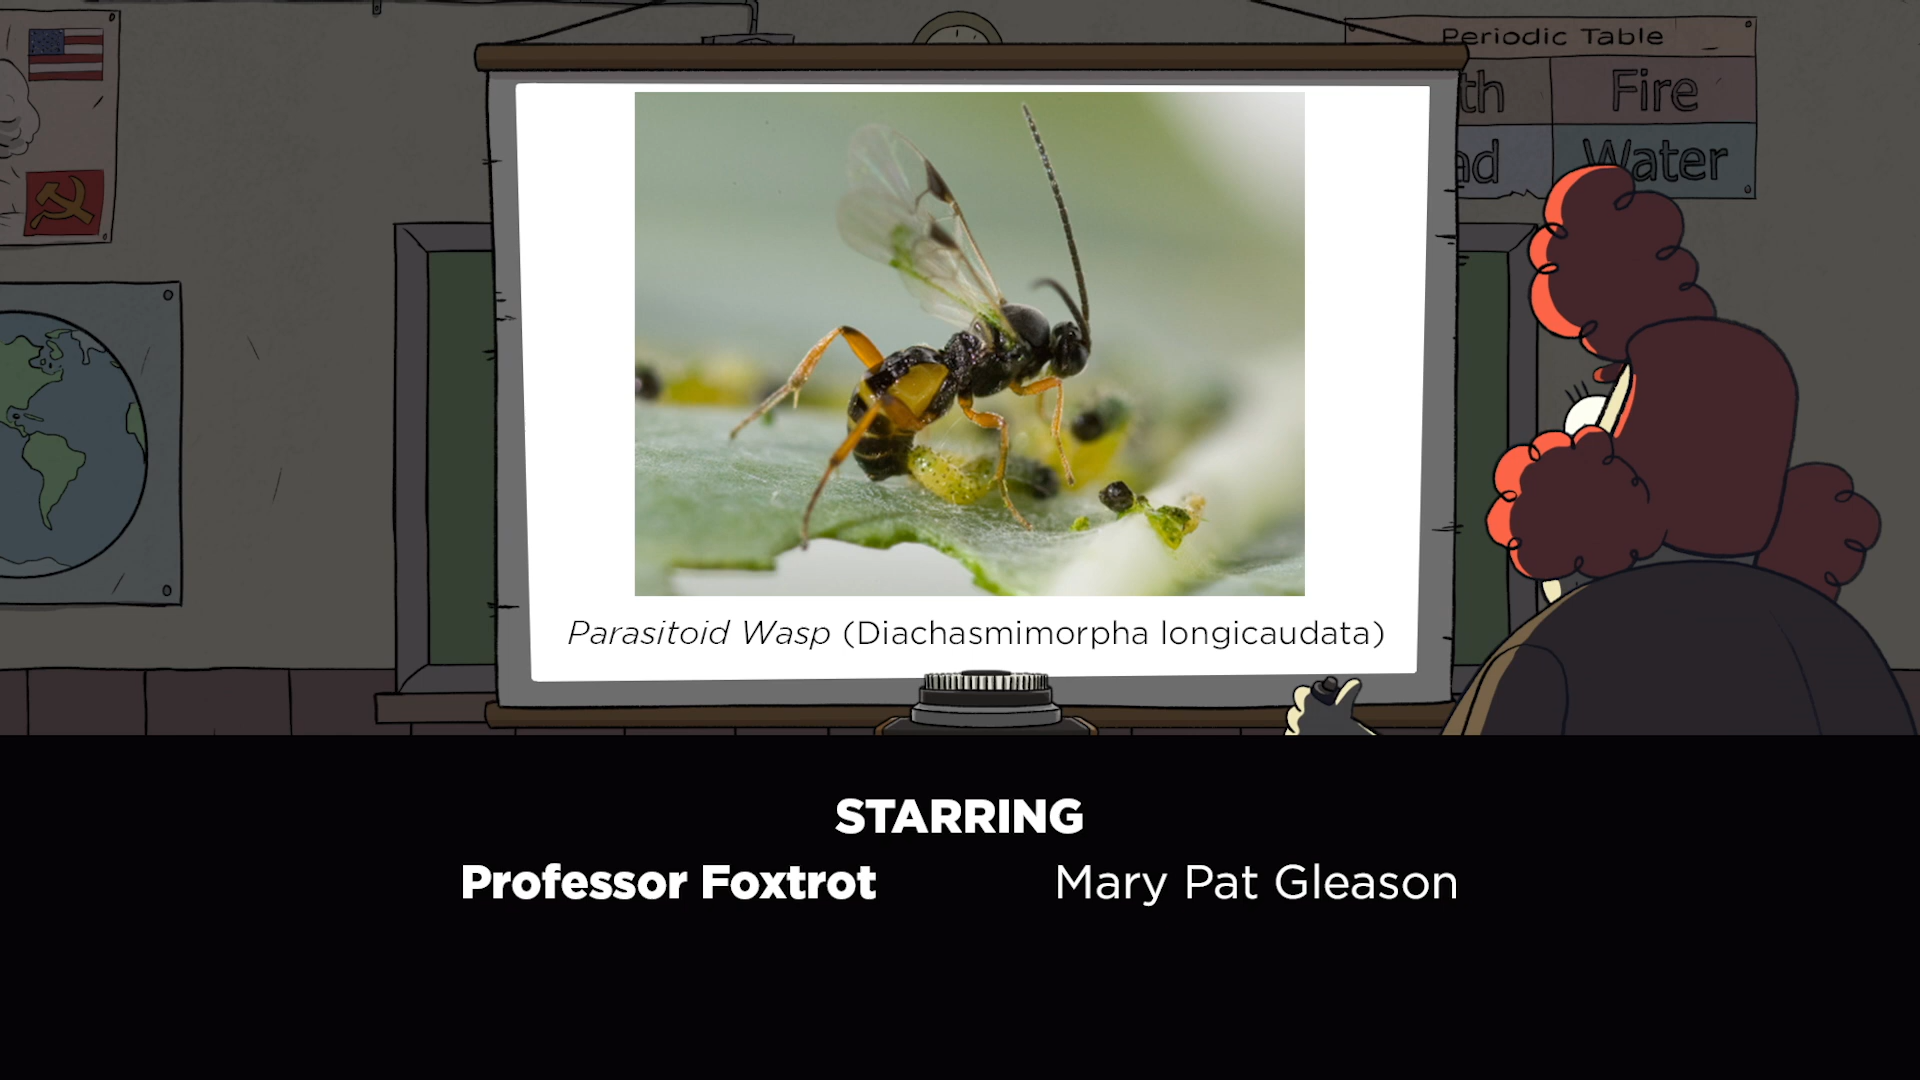 Periodic Table
th Fire
ad Water
Parasitoid Wasp (Diachasmimorpha longicaudata)
STARRING
Professor Foxtrot Mary Pat Gleason